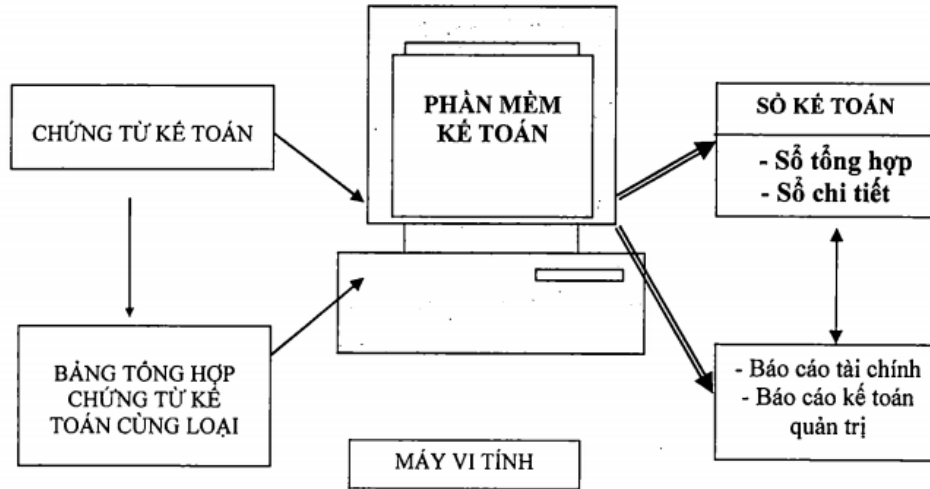 CHỨNG TỪ KẾ TOÁN
PHẦN MỀM
KẾ TOÁN
SỔ KẾ TOÁN
- Sổ tổng hợp
- Sổ chi tiết
BẢNG TỔNG HỢP
CHỨNG TỪ KẾ
TOÁN CÙNG LOẠI
- Báo cáo tài chính
- Báo cáo kế toán
quản trị
MÁY VI TÍNH